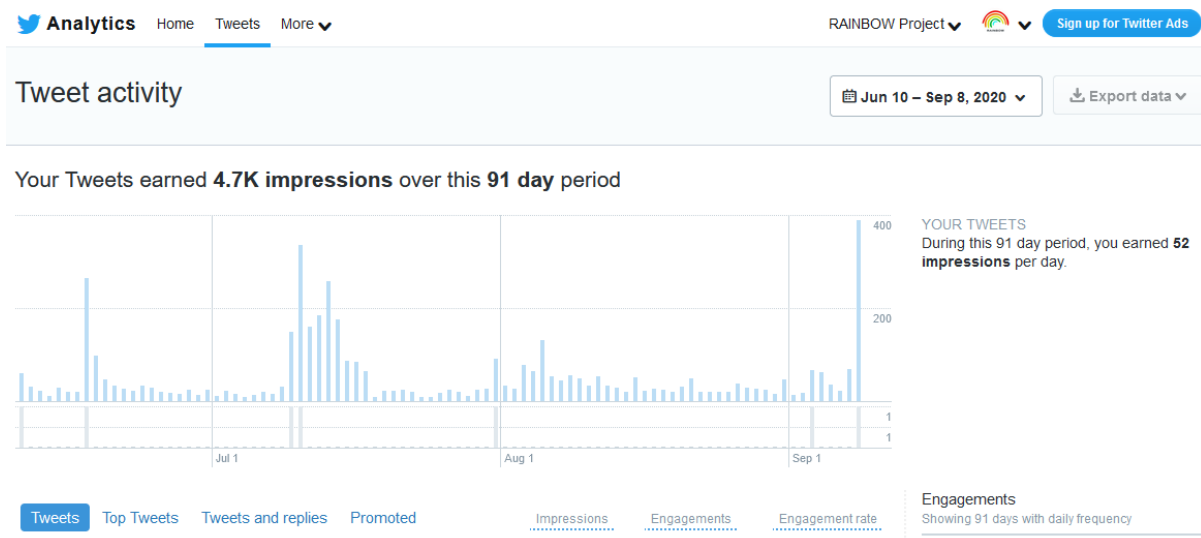 Analytics Home Tweets More
RAINBOW Project
RAINBOW
Sign up for Twitter Ads
Tweet activity
Jun 10 – Sep 8, 2020
Export data
Your Tweets earned 4.7K impressions over this 91 day period
400
200
1
1
Jul 1
Aug 1
Sep 1
YOUR TWEETS
During this 91 day period, you earned 52
impressions per day.
Tweets Top Tweets Tweets and replies Promoted
Impressions Engagements Engagement rate
Engagements
Showing 91 days with daily frequency